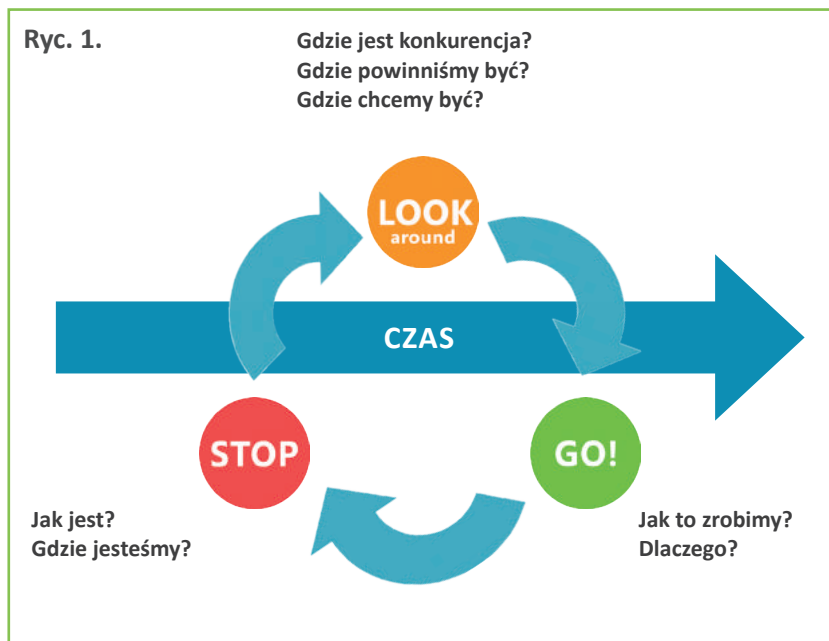 Ryc. 1.
Gdzie jest konkurencja?
Gdzie powinniśmy być?
Gdzie chcemy być?
LOOK
around
CZAS
STOP
GO!
Jak jest?
Gdzie jesteśmy?
Jak to zrobimy?
Dlaczego?